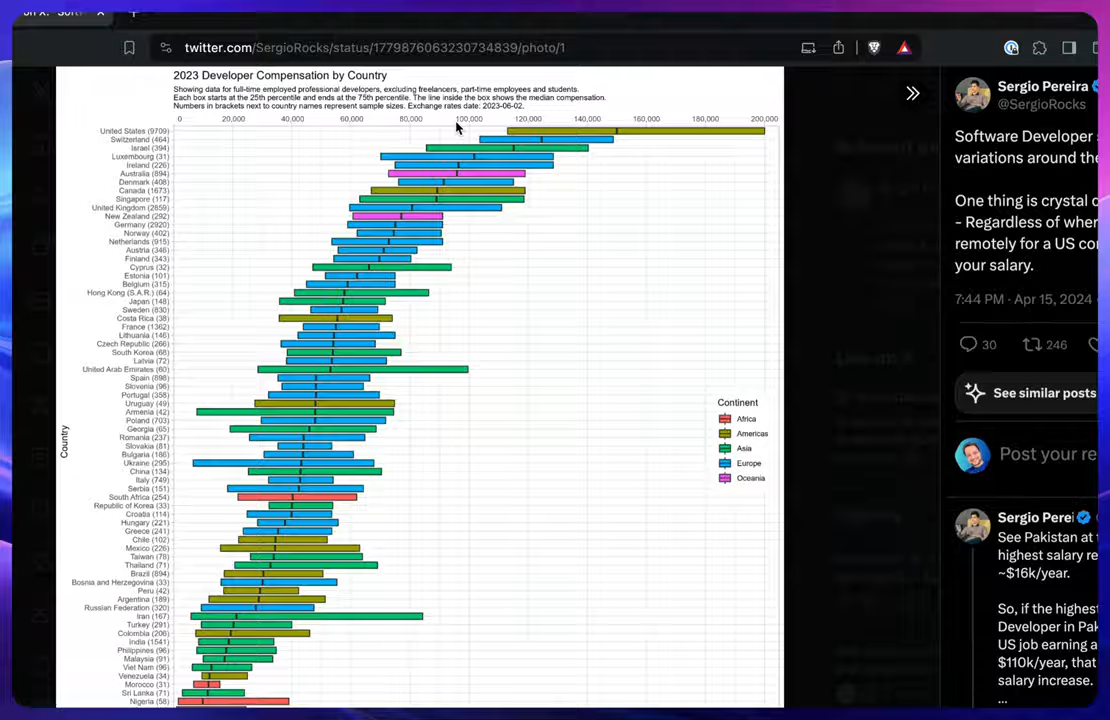 twitter.com/SergioRocks/status/1779876063230734839/photo/1
2023 Developer Compensation by Country
Showing data for full-time employed professional developers, excluding freelancers, part-time employees and students.
Each box starts at the 25th percentile and ends at the 75th percentile. The line inside the box shows the median compensation.
Numbers in brackets next to country names represent sample sizes. Exchange rates date: 2023-06-02.
0 20,000 40,000 60,000 80,000 100,000 120,000 140,000 160,000 180,000 200,000
United States (9709)
Switzerland (464)
Israel (394)
Luxembourg (31)
Ireland (226)
Australia (894)
Denmark (408)
Canada (1673)
Singapore (117)
United Kingdom (2859)
New Zealand (292)
Germany (2920)
Norway (402)
Netherlands (915)
Austria (346)
Finland (343)
Cyprus (32)
Estonia (101)
Belgium (315)
Hong Kong (S.A.R.) (64)
Japan (148)
Sweden (830)
Costa Rica (38)
France (1362)
Lithuania (146)
Czech Republic (266)
South Korea (68)
Latvia (72)
United Arab Emirates (60)
Spain (898)
Slovenia (96)
Portugal (358)
Uruguay (49)
Armenia (42)
Poland (703)
Georgia (65)
Romania (237)
Slovakia (81)
Bulgaria (186)
Ukraine (295)
China (134)
Italy (749)
Serbia (151)
South Africa (254)
Republic of Korea (33)
Croatia (114)
Hungary (221)
Greece (241)
Chile (102)
Mexico (226)
Taiwan (78)
Thailand (71)
Brazil (894)
Bosnia and Herzegovina (33)
Peru (42)
Argentina (189)
Russian Federation (320)
Iran (167)
Turkey (291)
Colombia (206)
India (1541)
Philippines (96)
Malaysia (91)
Viet Nam (96)
Venezuela (34)
Morocco (31)
Sri Lanka (71)
Nigeria (58)
Country
Continent
Africa
Americas
Asia
Europe
Oceania
Sergio Pereira
@SergioRocks
Software Developer
variations around the
One thing is crystal
- Regardless of wher
remotely for a US co
your salary.
7:44 PM · Apr 15, 2024
30 246
See similar posts
Post your re
Sergio Perei
See Pakistan at
highest salary re
~$16k/year.
So, if the highest
Developer in Pak
US job earning a
$110k/year, that
salary increase.
...